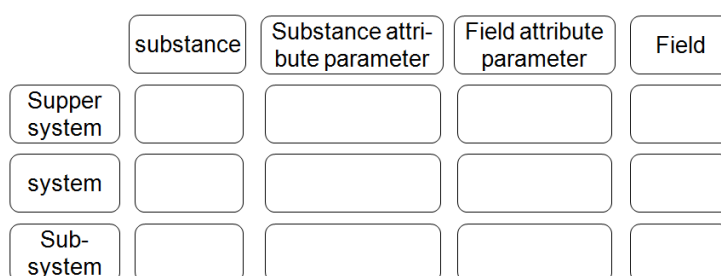 substance
Substance attri-
bute parameter
Field attribute
parameter
Field
Supper
system
system
Sub-
system